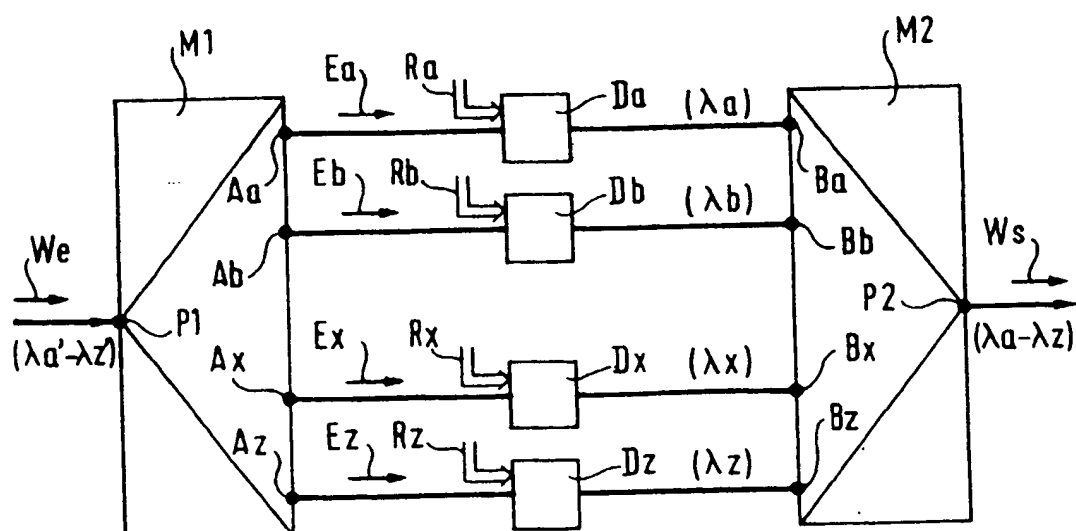 M1
M2
Ea
Ra
Da
(λa)
Aa
Ba
Eb
Rb
Db
(λb)
Ab
Bb
We
Ws
P1
P2
(λa'-λz')
(λa-λz)
Ax
Ex
Rx
Dx
(λx)
Bx
Az
Ez
Rz
Dz
(λz)
Bz